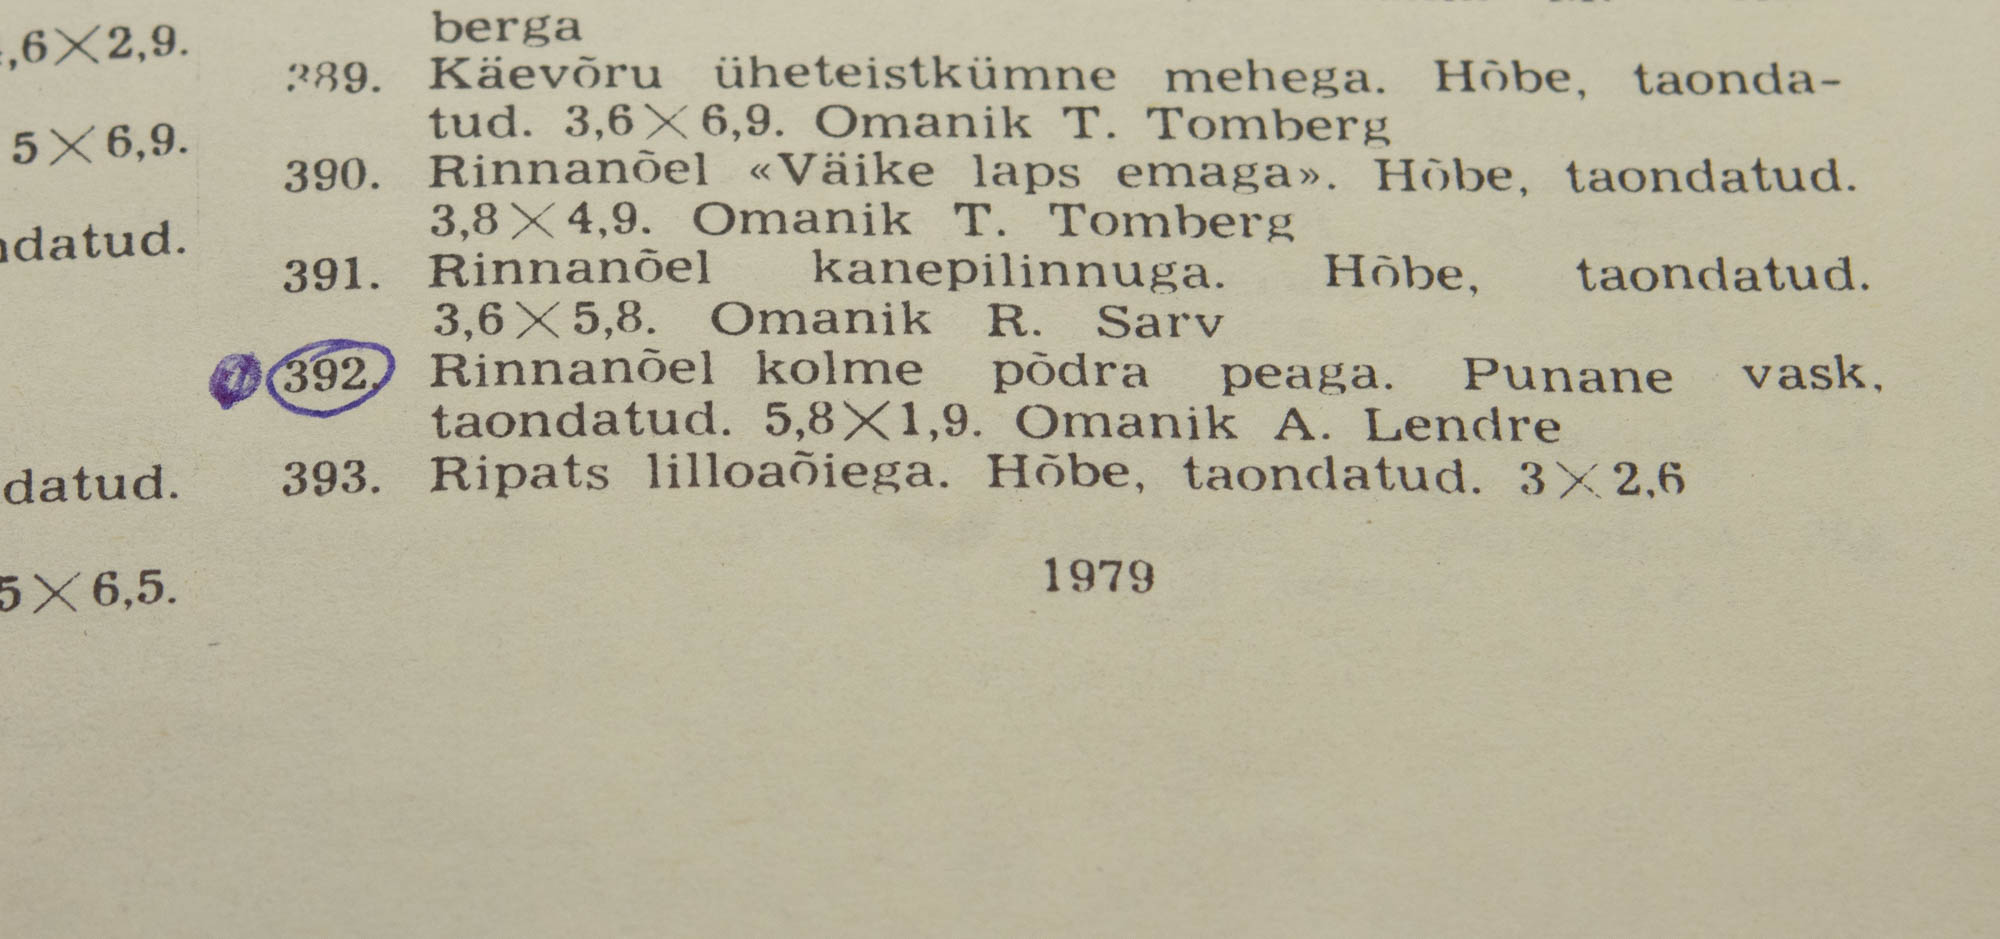 ,6×2,9.
5×6,9.
datud.
datud.
5×6,5.
berga
389. Käevõru üheteistkümne mehega. Hõbe, taonda-
tud. 3,6×6,9. Omanik T. Tomberg
390. Rinnanõel «Väike laps emaga». Hõbe, taondatud.
3,8×4,9. Omanik T. Tomberg
391. Rinnanõel kanepilinnuga. Hõbe, taondatud.
3,6×5,8. Omanik R. Sarv
392. Rinnanõel kolme põdra peaga. Punane vask,
taondatud. 5,8×1,9. Omanik A. Lendre
393. Ripats lilloaõiega. Hõbe, taondatud. 3×2,6
1979